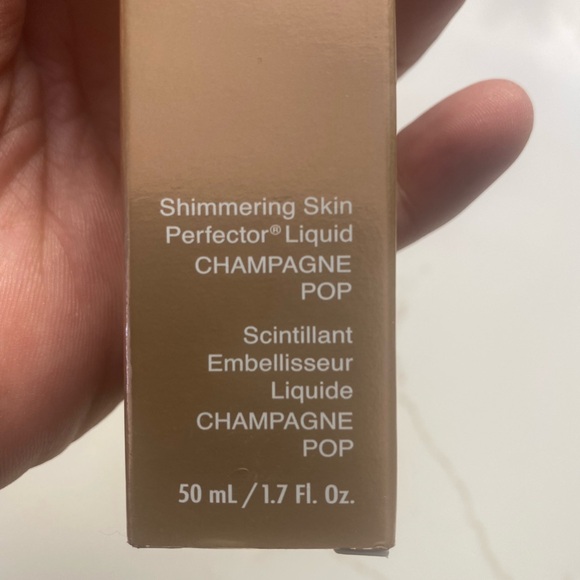 Shimmering Skin
Perfector® Liquid
CHAMPAGNE
POP
Scintillant
Embellisseur
Liquide
CHAMPAGNE
POP
50 mL / 1.7 Fl. Oz.